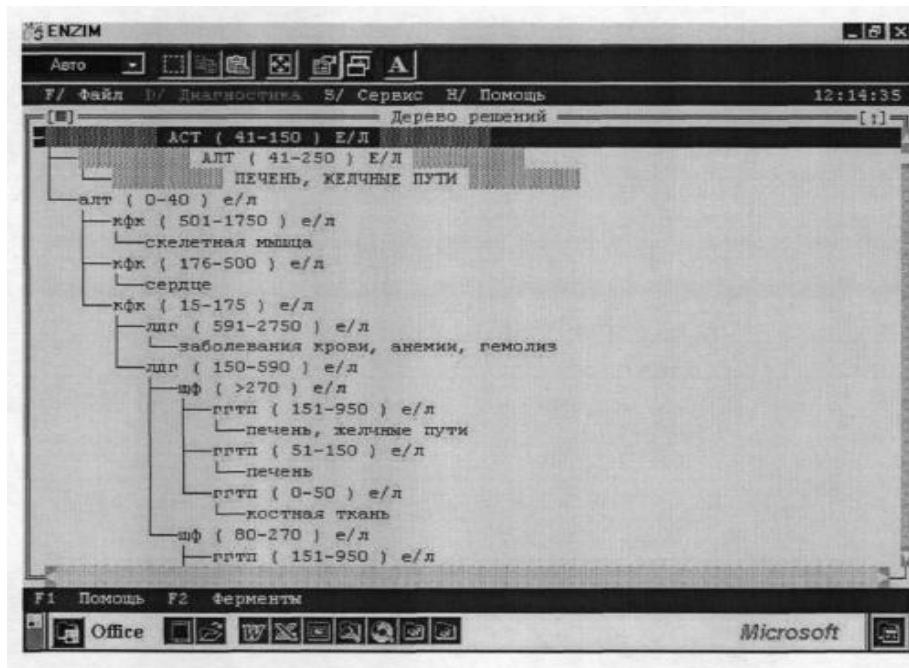 ENZIM
Авто
A
F/ Файл D/ Диагностика S/ Сервис H/ Помощь 12:14:35
Дерево решений
АСТ ( 41-150 ) Е/Л
АЛТ ( 41-250 ) Е/Л
ПЕЧЕНЬ, ЖЕЛЧНЫЕ ПУТИ
алт ( 0-40 ) е/л
кфк ( 501-1750 ) е/л
скелетная мышца
кфк ( 176-500 ) е/л
сердце
кфк ( 15-175 ) е/л
лдг ( 591-2750 ) е/л
заболевания крови, анемии, гемолиз
лдг ( 150-590 ) е/л
щф ( >270 ) е/л
ггтп ( 151-950 ) е/л
печень, желчные пути
ггтп ( 51-150 ) е/л
печень
ггтп ( 0-50 ) е/л
костная ткань
щф ( 80-270 ) е/л
ггтп ( 151-950 ) е/л
F1 Помощь F2 Ферменты
Office Microsoft